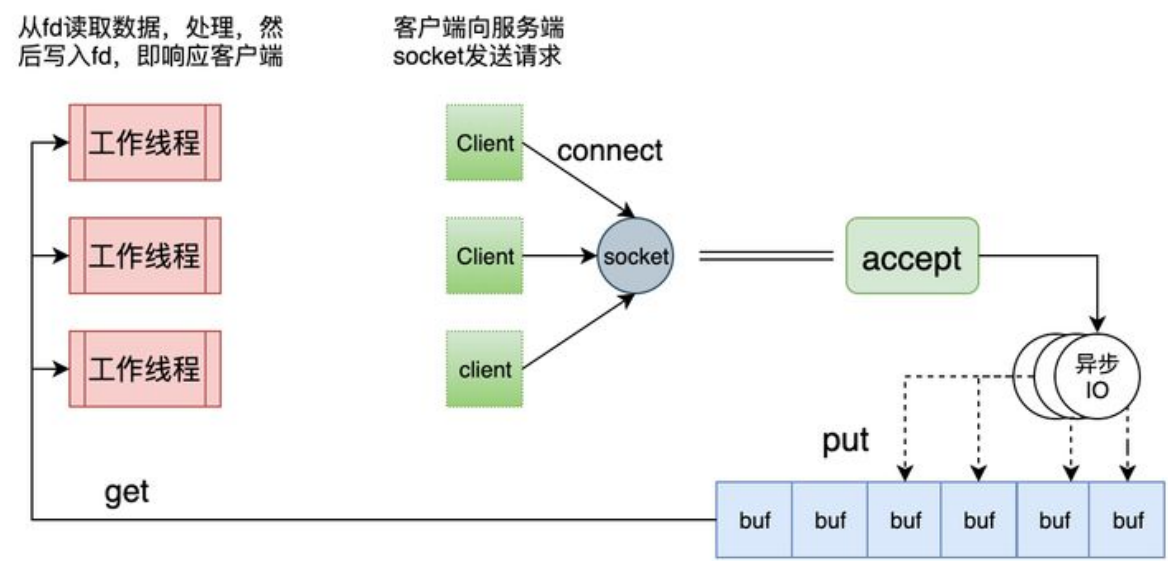 从fd读取数据，处理，然
后写入fd，即响应客户端
客户端向服务端
socket发送请求
工作线程
工作线程
工作线程
Client
Client
client
connect
socket
accept
异步
IO
put
get
buf
buf
buf
buf
buf
buf